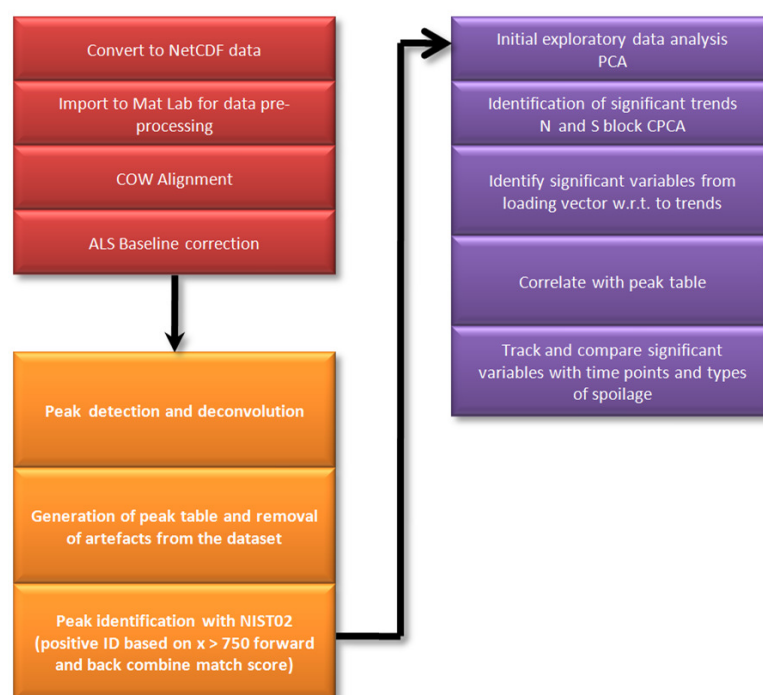 Convert to NetCDF data
Import to Mat Lab for data pre-
processing
COW Alignment
ALS Baseline correction
Peak detection and deconvolution
Generation of peak table and removal
of artefacts from the dataset
Peak identification with NIST02
(positive ID based on x > 750 forward
and back combine match score)
Initial exploratory data analysis
PCA
Identification of significant trends
N and S block CPCA
Identify significant variables from
loading vector w.r.t. to trends
Correlate with peak table
Track and compare significant
variables with time points and types
of spoilage